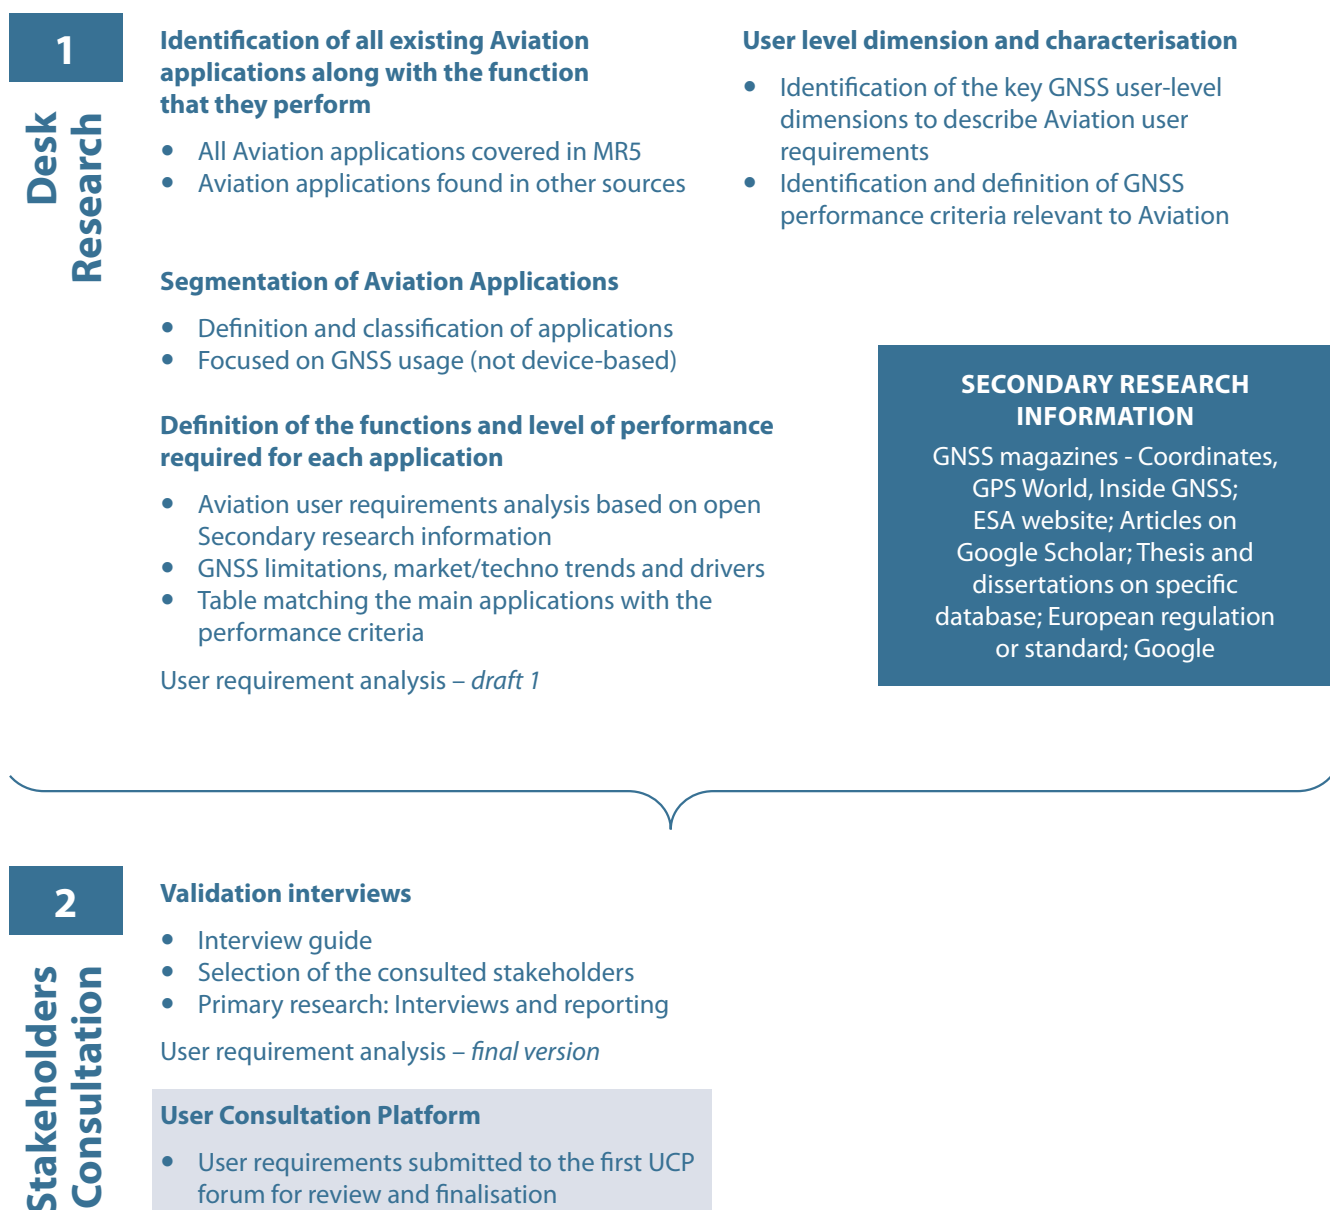 1
Desk
Research
Identification of all existing Aviation
applications along with the function
that they perform
• All Aviation applications covered in MR5
• Aviation applications found in other sources
User level dimension and characterisation
• Identification of the key GNSS user-level
dimensions to describe Aviation user
requirements
• Identification and definition of GNSS
performance criteria relevant to Aviation
Segmentation of Aviation Applications
• Definition and classification of applications
• Focused on GNSS usage (not device-based)
Definition of the functions and level of performance
required for each application
• Aviation user requirements analysis based on open
Secondary research information
• GNSS limitations, market/techno trends and drivers
• Table matching the main applications with the
performance criteria
User requirement analysis – draft 1
SECONDARY RESEARCH
INFORMATION
GNSS magazines - Coordinates,
GPS World, Inside GNSS;
ESA website; Articles on
Google Scholar; Thesis and
dissertations on specific
database; European regulation
or standard; Google
2
Stakeholders
Consultation
Validation interviews
• Interview guide
• Selection of the consulted stakeholders
• Primary research: Interviews and reporting
User requirement analysis – final version
User Consultation Platform
• User requirements submitted to the first UCP
forum for review and finalisation